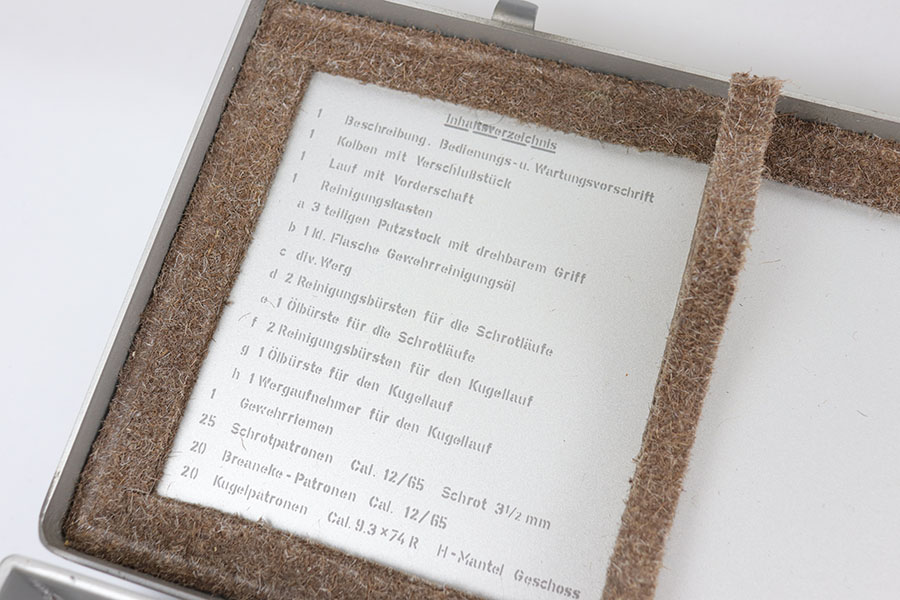 Inhaltsverzeichnis
1 Beschreibung, Bedienungs- u. Wartungsvorschrift
1 Kolben mit Verschlußstück
1 Lauf mit Vorderschaft
1 Reinigungskasten
a 3 teiligen Putzstock mit drehbarem Griff
b 1 kl. Flasche Gewehrreinigungsöl
c div. Werg
d 2 Reinigungsbürsten für die Schrotläufe
e 1 Ölbürste für die Schrotläufe
f 2 Reinigungsbürsten für den Kugellauf
g 1 Ölbürste für den Kugellauf
h 1 Wergaufnehmer für den Kugellauf
1 Gewehrriemen
25 Schrotpatronen Cal. 12/65 Schrot 3 1/2 mm
20 Breaneke - Patronen Cal. 12/65
20 Kugelpatronen Cal. 9.3 x 74 R H-Mantel Geschoss